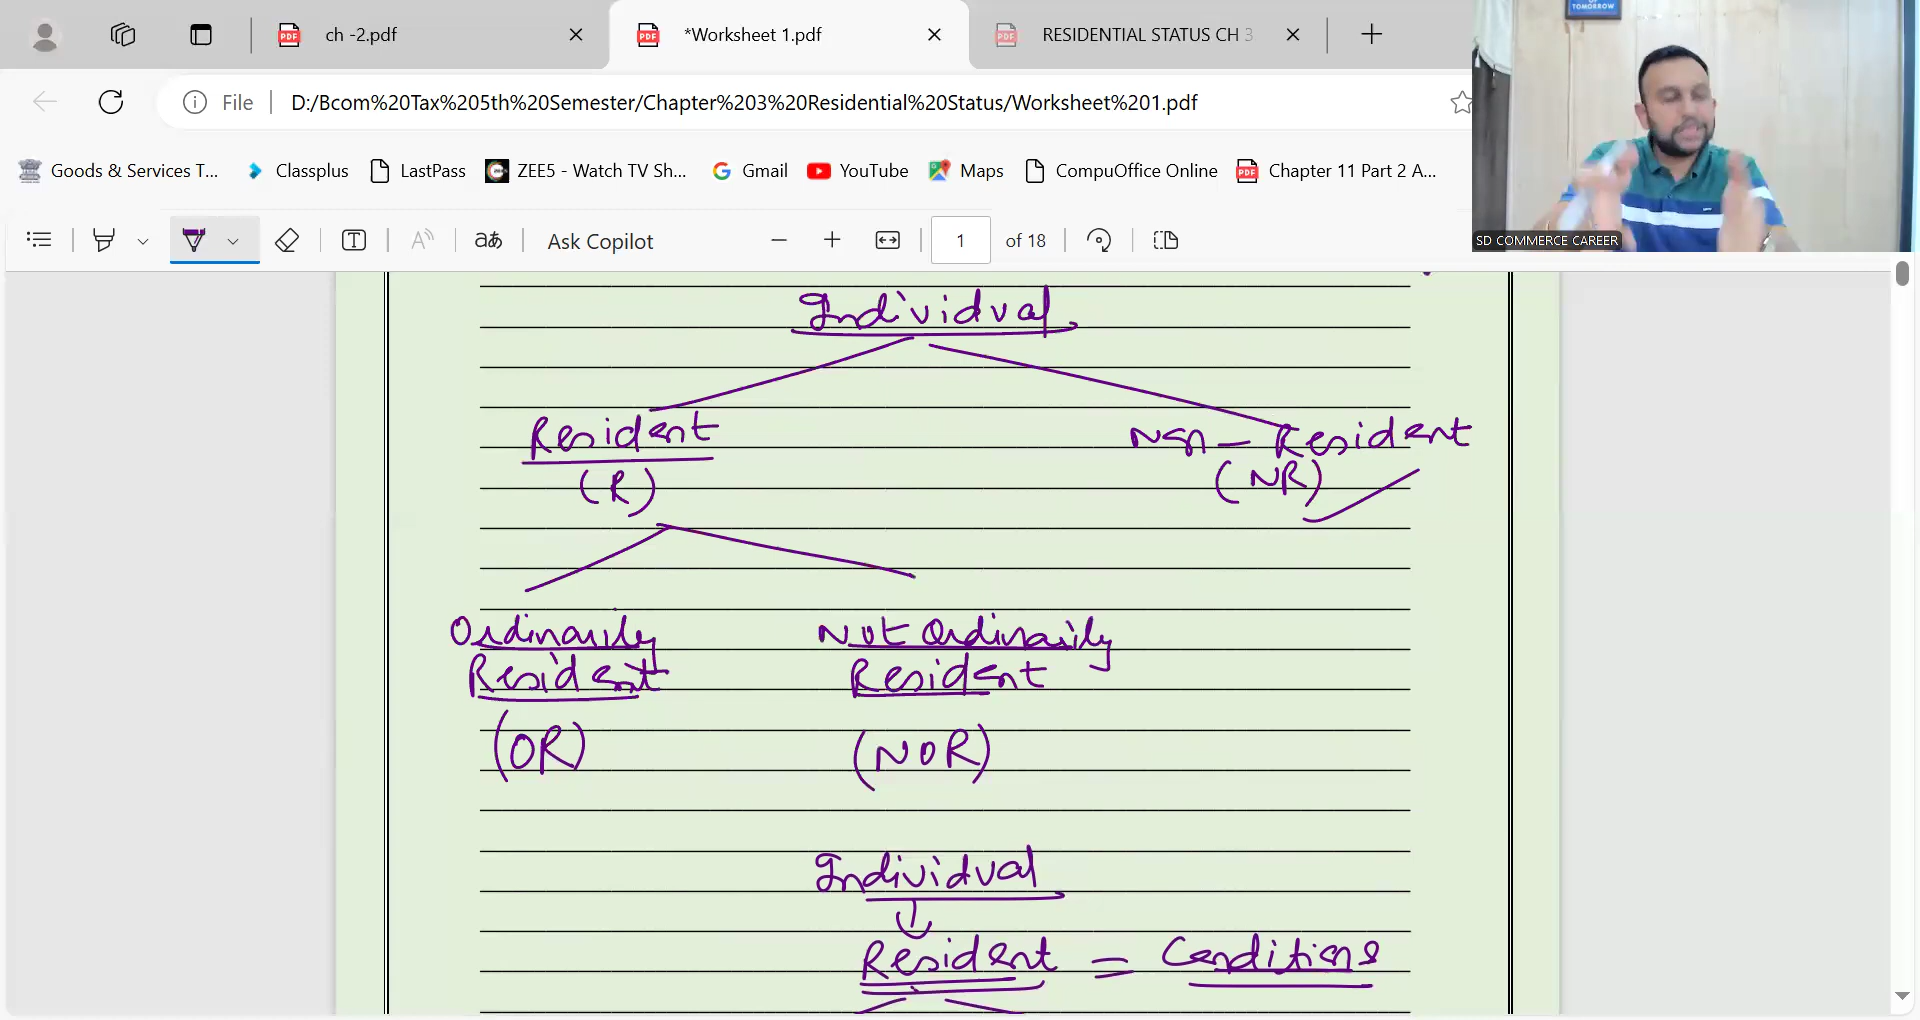 TOMORROW
ch -2.pdf
*Worksheet 1.pdf
RESIDENTIAL STATUS CH 3
File
D:/Bcom%20Tax%205th%20Semester/Chapter%203%20Residential%20Status/Worksheet%201.pdf
Goods & Services T...
Classplus
LastPass
ZEE5 - Watch TV Sh...
Gmail
YouTube
Maps
CompuOffice Online
PDF Chapter 11 Part 2 A...
Ask Copilot
1 of 18
SD COMMERCE CAREER
Individual
Resident
(R)
Non - Resident
(NR)
Ordinarily
Resident
(OR)
Not Ordinarily
Resident
(NOR)
Individual
Resident = Conditions